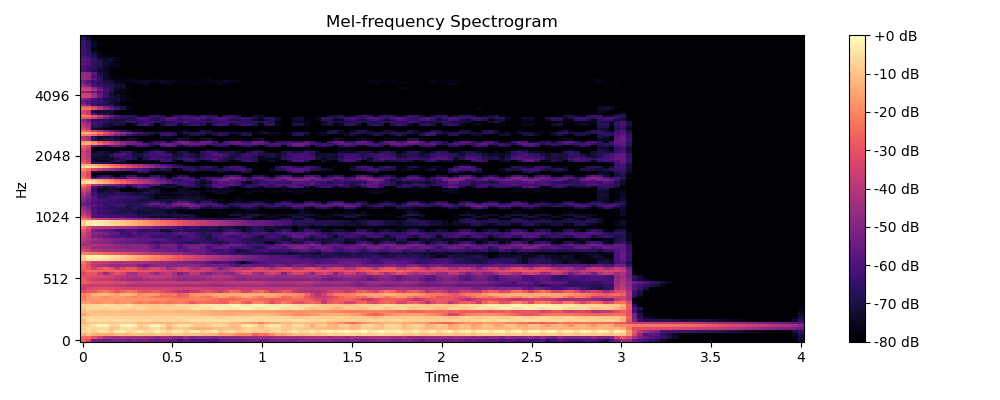 Mel-frequency Spectrogram
+0 dB
-10 dB
-20 dB
-30 dB
-40 dB
-50 dB
-60 dB
-70 dB
-80 dB
Hz
4096
2048
1024
512
0
0 0.5 1 1.5 2 2.5 3 3.5 4
Time